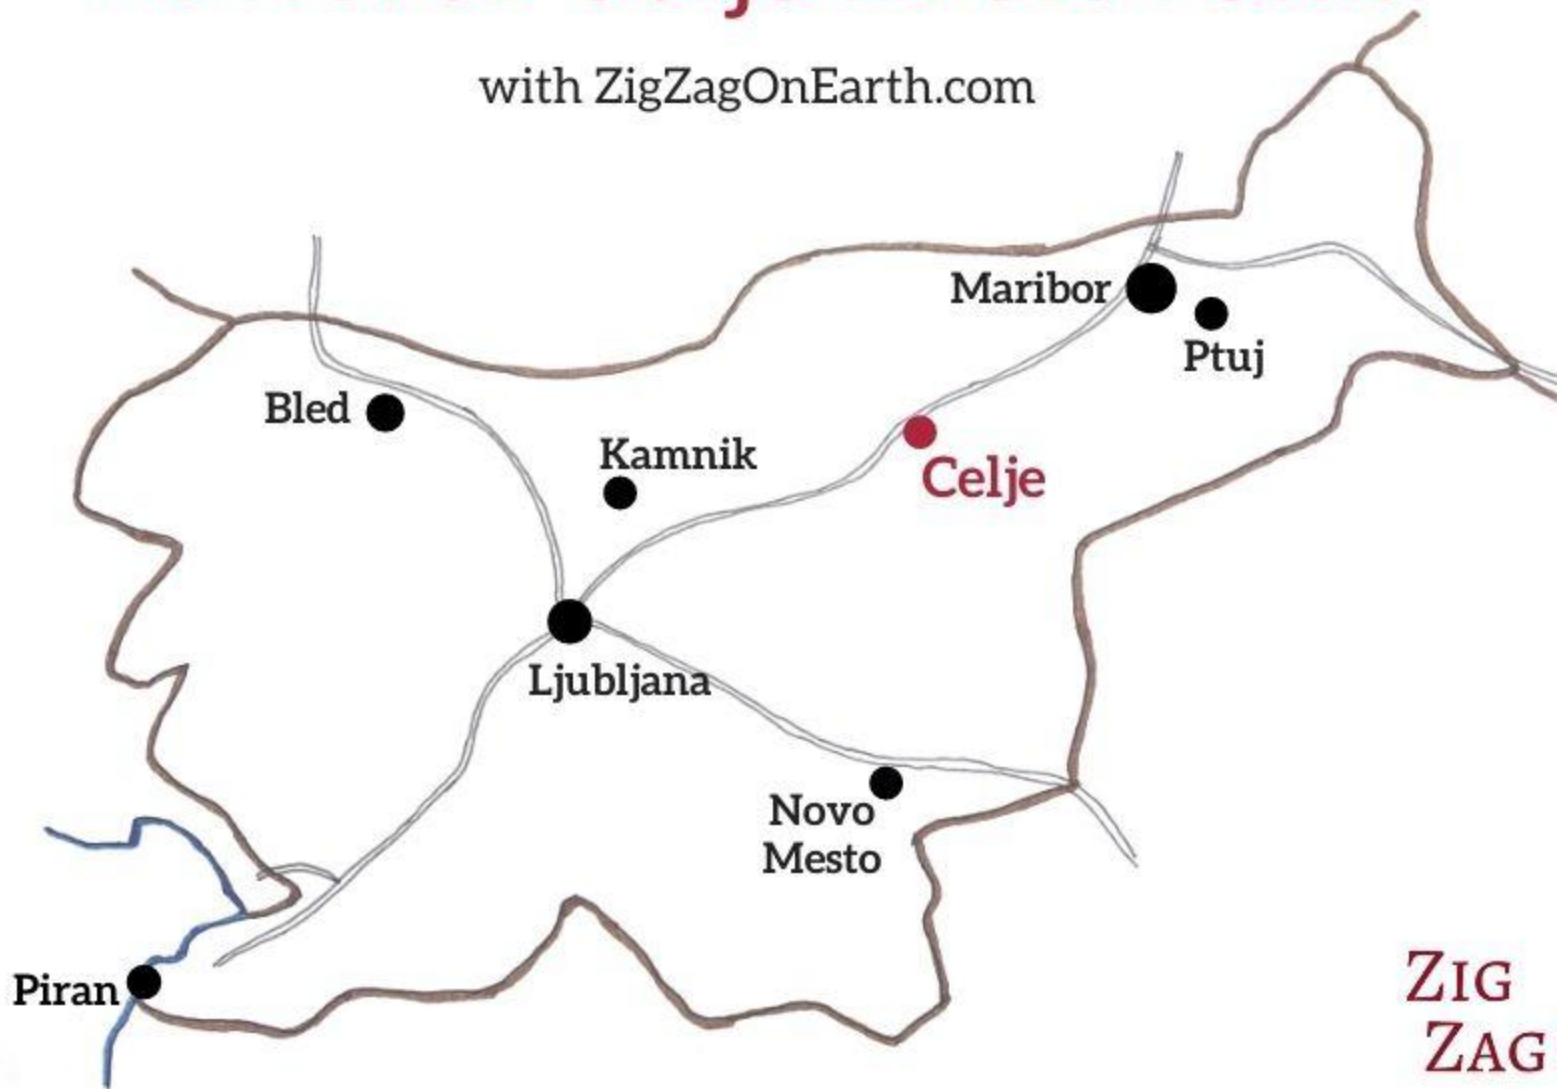 with ZigZagOnEarth.com
Maribor
Ptuj
Bled
Kamnik
Celje
Ljubljana
Novo
Mesto
Piran
ZIG
ZAG